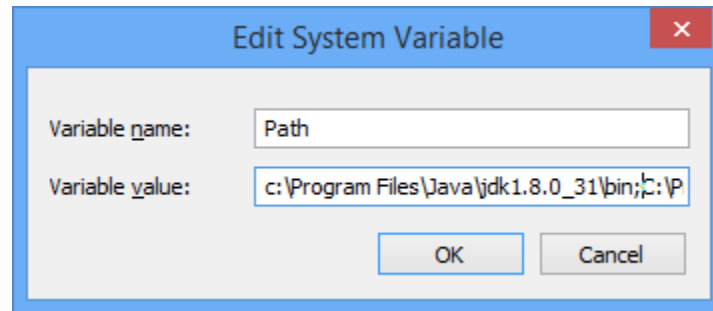 Edit System Variable
Variable name: Path
Variable value: c:\Program Files\Java\jdk1.8.0_31\bin;C:\P
OK Cancel